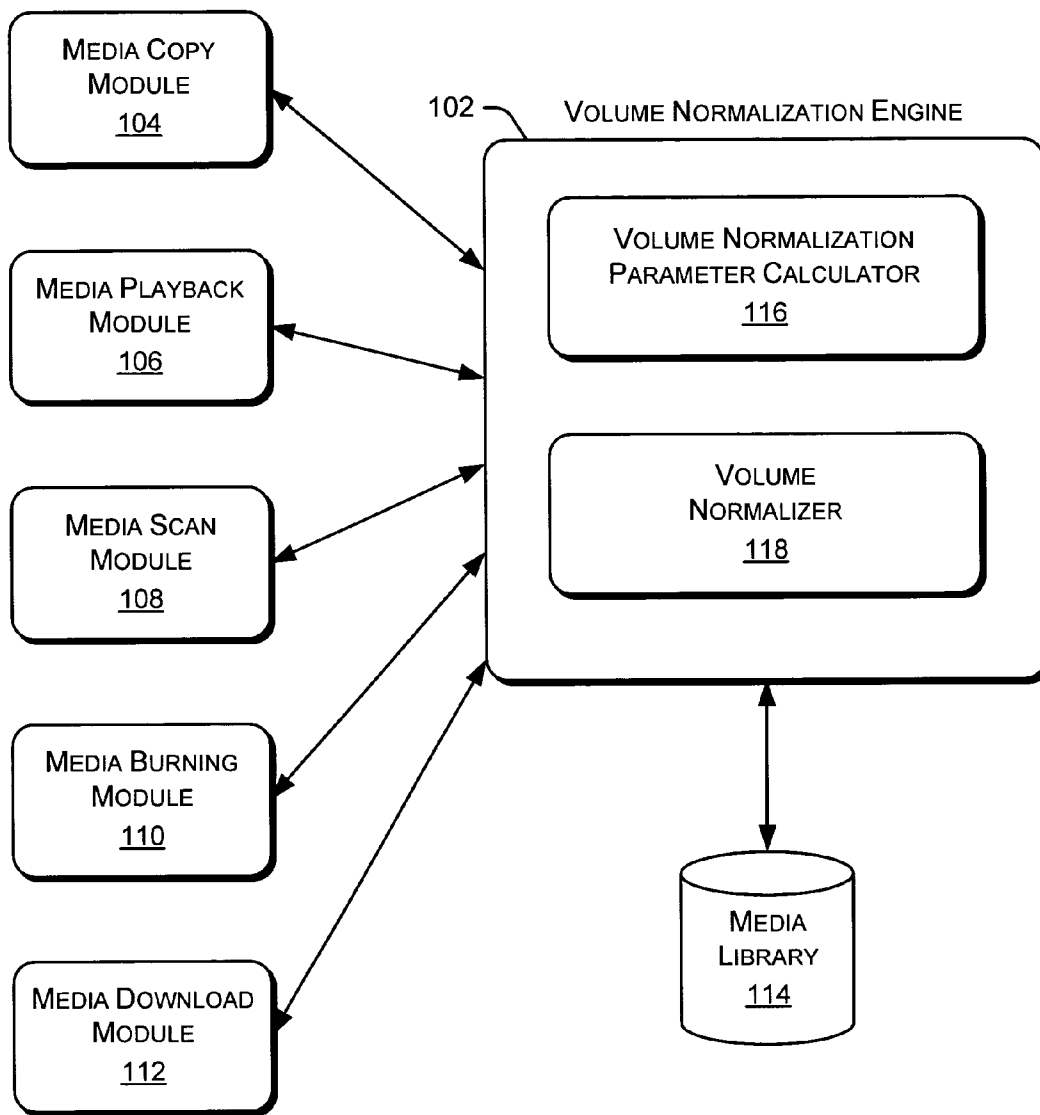 MEDIA COPY
MODULE
104
MEDIA PLAYBACK
MODULE
106
MEDIA SCAN
MODULE
108
MEDIA BURNING
MODULE
110
MEDIA DOWNLOAD
MODULE
112
102
VOLUME NORMALIZATION ENGINE
VOLUME NORMALIZATION
PARAMETER CALCULATOR
116
VOLUME
NORMALIZER
118
MEDIA
LIBRARY
114